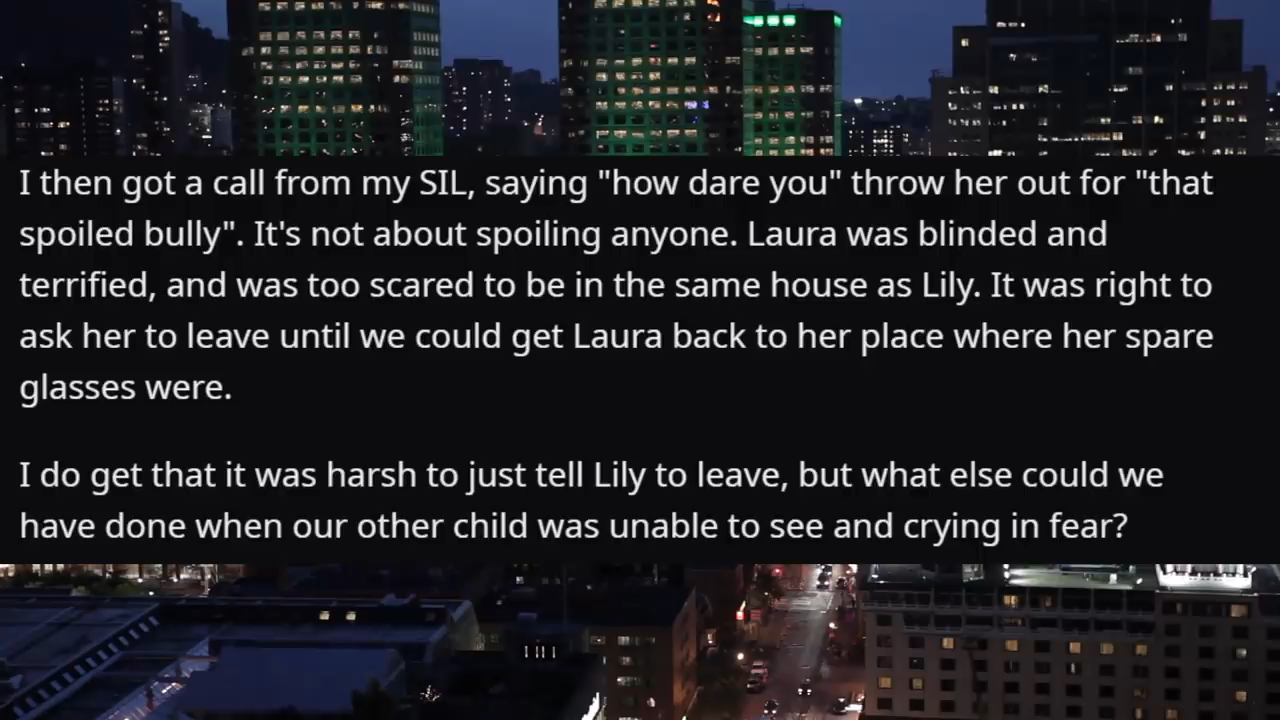 I then got a call from my SIL, saying "how dare you" throw her out for "that
spoiled bully". It's not about spoiling anyone. Laura was blinded and
terrified, and was too scared to be in the same house as Lily. It was right to
ask her to leave until we could get Laura back to her place where her spare
glasses were.
I do get that it was harsh to just tell Lily to leave, but what else could we
have done when our other child was unable to see and crying in fear?